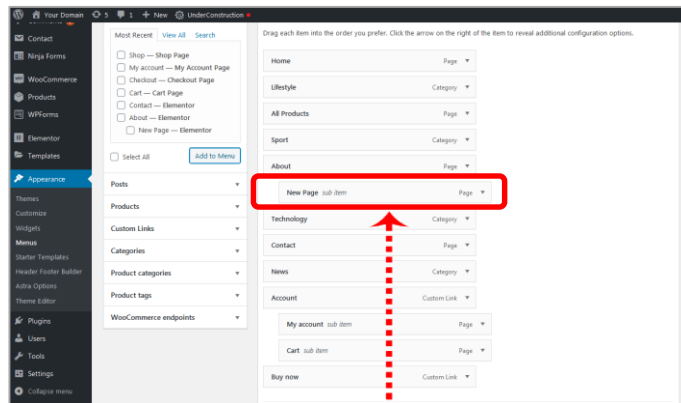 Your Domain 5 1 + New UnderConstruction
Contact
Ninja Forms
WooCommerce
Products
WPForms
Elementor
Templates
Appearance
Themes
Customize
Widgets
Menus
Starter Templates
Header Footer Builder
Astra Options
Theme Editor
Plugins
Users
Tools
Settings
Collapse menu
Most Recent View All Search
Shop — Shop Page
My account — My Account Page
Checkout — Checkout Page
Cart — Cart Page
Contact — Elementor
About — Elementor
New Page — Elementor
Select All Add to Menu
Posts
Products
Custom Links
Categories
Product categories
Product tags
WooCommerce endpoints
Drag each item into the order you prefer. Click the arrow on the right of the item to reveal additional configuration options.
Home Page
Lifestyle Category
All Products Page
Sport Category
About Page
New Page sub item Page
Technology Category
Contact Page
News Category
Account Custom Link
My account sub item Page
Cart sub item Page
Buy now Custom Link